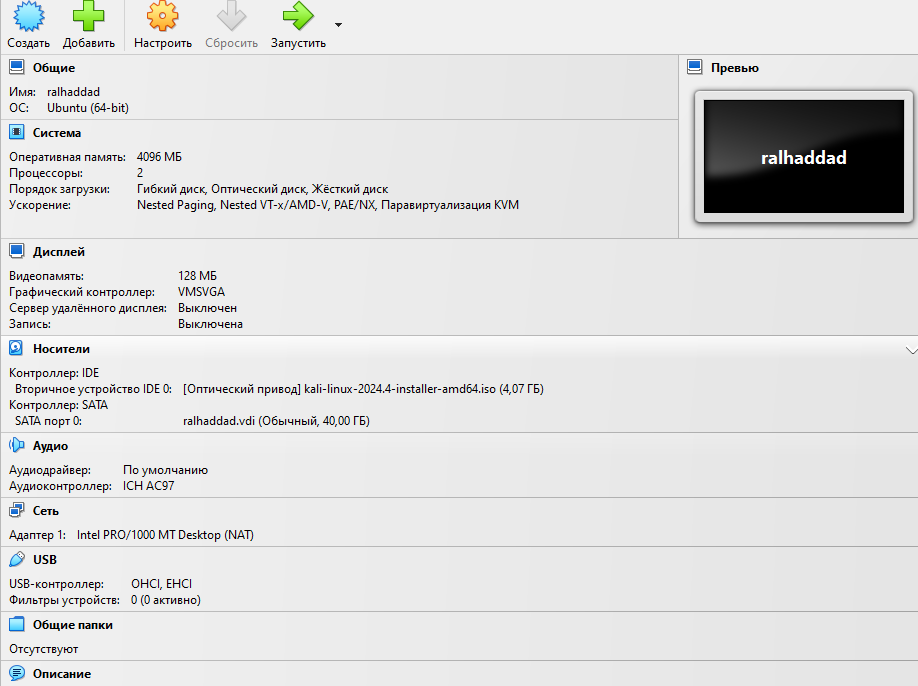 Создать Добавить Настроить Сбросить Запустить
Общие
Имя: ralhaddad
ОС: Ubuntu (64-bit)
Превью
ralhaddad
Система
Оперативная память: 4096 МБ
Процессоры: 2
Порядок загрузки: Гибкий диск, Оптический диск, Жёсткий диск
Ускорение: Nested Paging, Nested VT-x/AMD-V, PAE/NX, Паравиртуализация KVM
Дисплей
Видеопамять: 128 МБ
Графический контроллер: VMSVGA
Сервер удалённого дисплея: Выключен
Запись: Выключена
Носители
Контроллер: IDE
Вторичное устройство IDE 0: [Оптический привод] kali-linux-2024.4-installer-amd64.iso (4,07 ГБ)
Контроллер: SATA
SATA порт 0: ralhaddad.vdi (Обычный, 40,00 ГБ)
Аудио
Аудиодрайвер: По умолчанию
Аудиоконтроллер: ICH AC97
Сеть
Адаптер 1: Intel PRO/1000 MT Desktop (NAT)
USB
USB-контроллер: OHCI, EHCI
Фильтры устройств: 0 (0 активно)
Общие папки
Отсутствуют
Описание